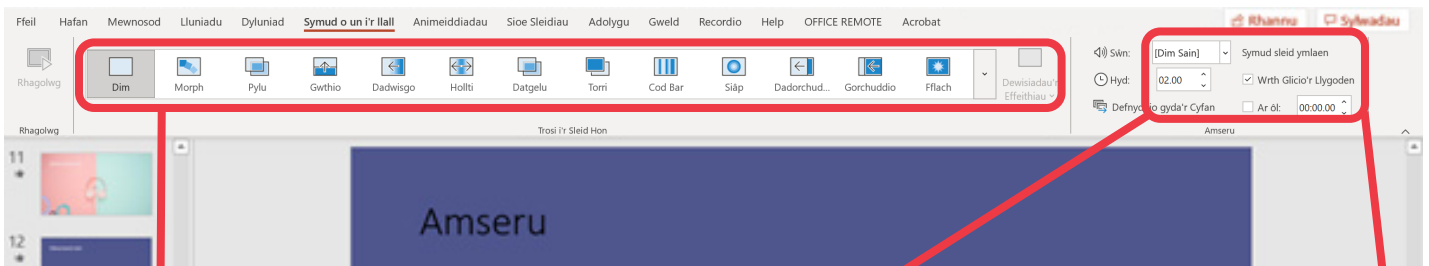 Ffeil Hafan Mewnosod Lluniadu Dyluniad Symud o un i'r llall Animeiddiadau Sioe Sleidiau Adolygu Gweld Recordio Help OFFICE REMOTE Acrobat Rhannu Sylwadau
Rhagolwg
Dim Morph Pylu Gwthio Dadwisgo Hollti Datgelu Torri Cod Bar Siâp Dadorchud... Gorchuddio Fflach
Dewisiadau'r
Effeithiau
Sŵn: [Dim Sain] Symud sleid ymlaen
Hyd: 02.00 Wrth Glicio'r Llygoden
gyda'r Cyfan Ar ôl: 00:00.00
Rhagolwg Trosi i'r Sleid Hon Amseru
11
12
Amseru